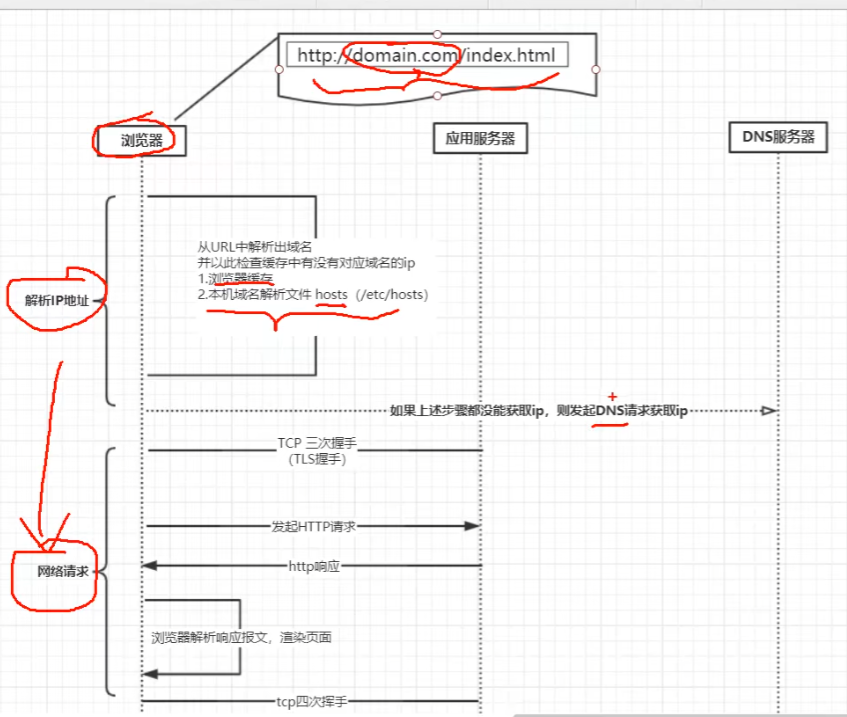 http://domain.com/index.html
浏览器
应用服务器
DNS服务器
从URL中解析出域名
并以此检查缓存中有没有对应域名的ip
1.浏览器缓存
2.本机域名解析文件 hosts（/etc/hosts）
解析IP地址
如果上述步骤都没能获取ip，则发起DNS请求获取ip
TCP 三次握手
（TLS握手）
发起HTTP请求
http响应
网络请求
浏览器解析响应报文，渲染页面
tcp四次挥手